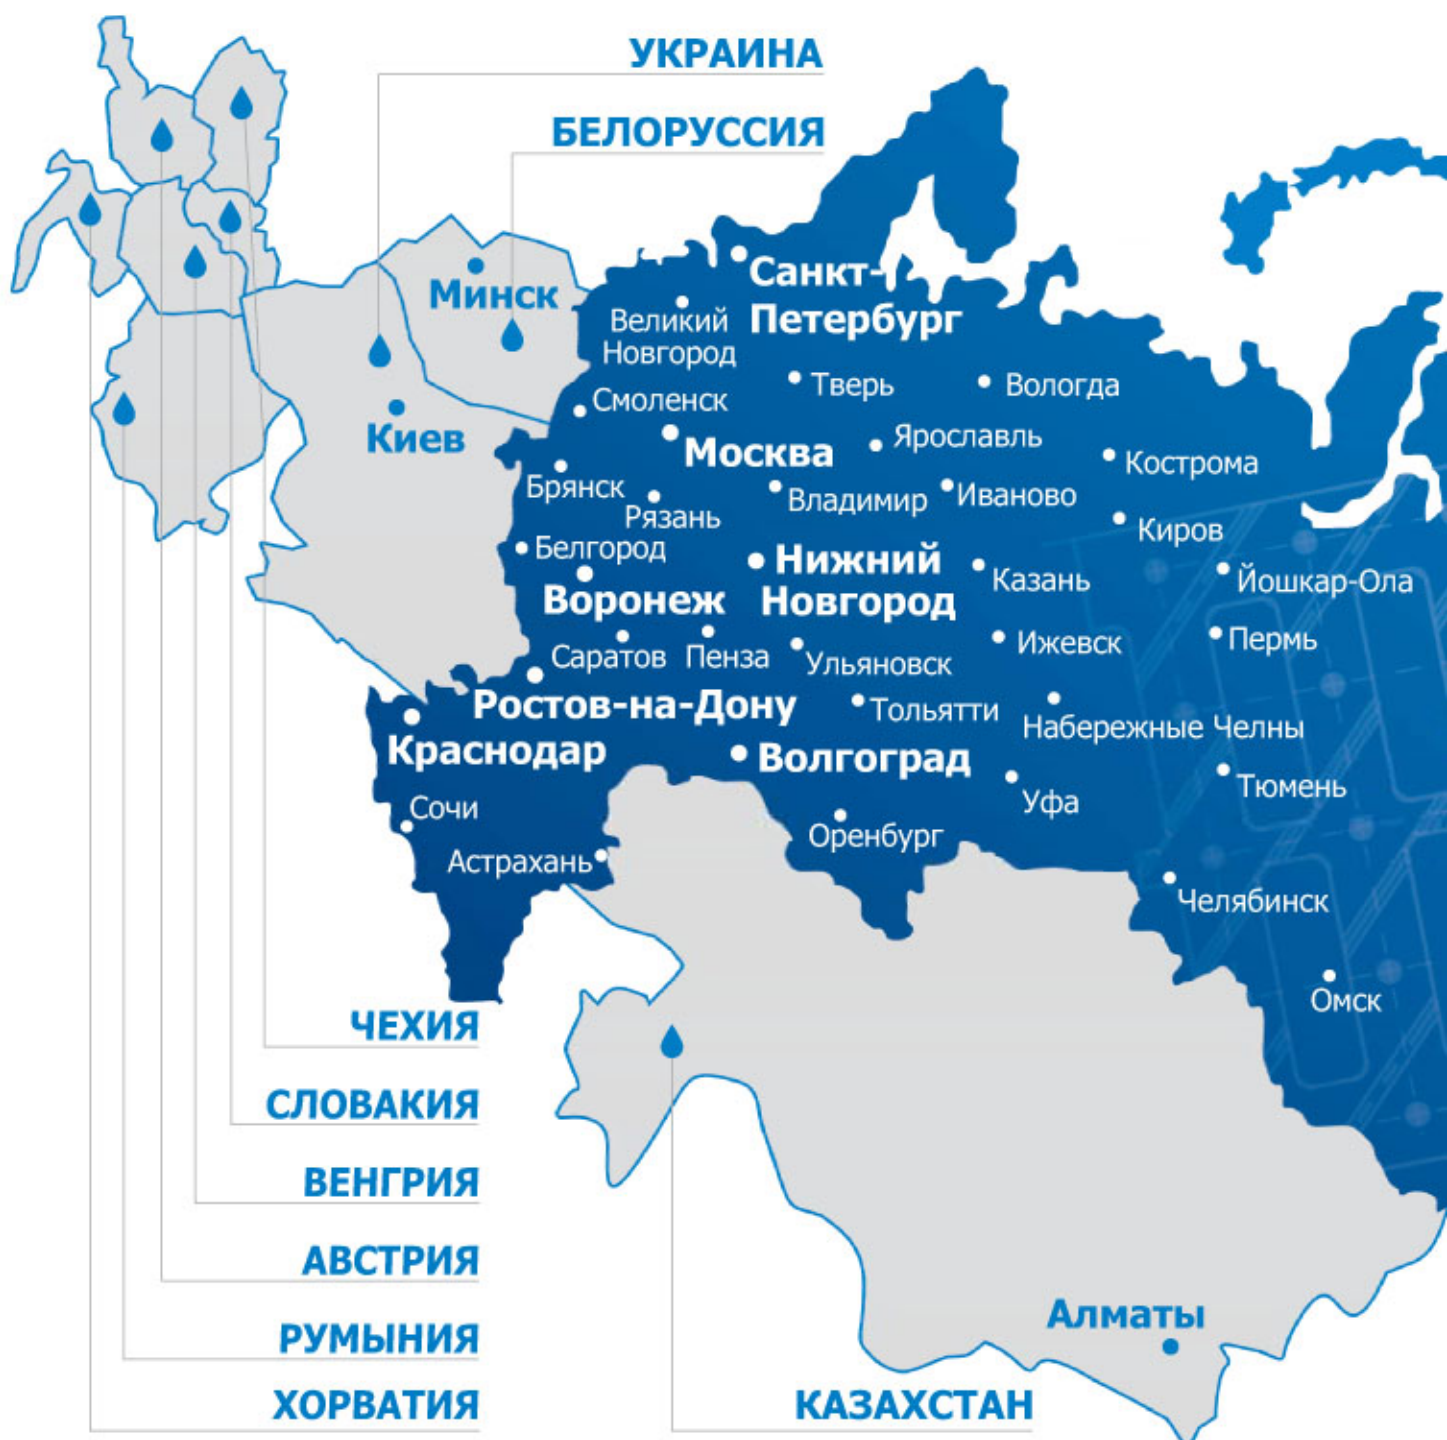 УКРАИНА
БЕЛОРУССИЯ
Минск
Санкт-
Петербург
Великий
Новгород
Тверь
Вологда
Смоленск
Киев
Москва
Ярославль
Кострома
Брянск
Рязань
Владимир
Иваново
Киров
Белгород
Нижний
Новгород
Казань
Йошкар-Ола
Воронеж
Саратов
Пенза
Ульяновск
Ижевск
Пермь
Ростов-на-Дону
Тольятти
Набережные Челны
Краснодар
Волгоград
Уфа
Тюмень
Сочи
Оренбург
Астрахань
Челябинск
Омск
ЧЕХИЯ
СЛОВАКИЯ
ВЕНГРИЯ
АВСТРИЯ
РУМЫНИЯ
ХОРВАТИЯ
Алматы
КАЗАХСТАН